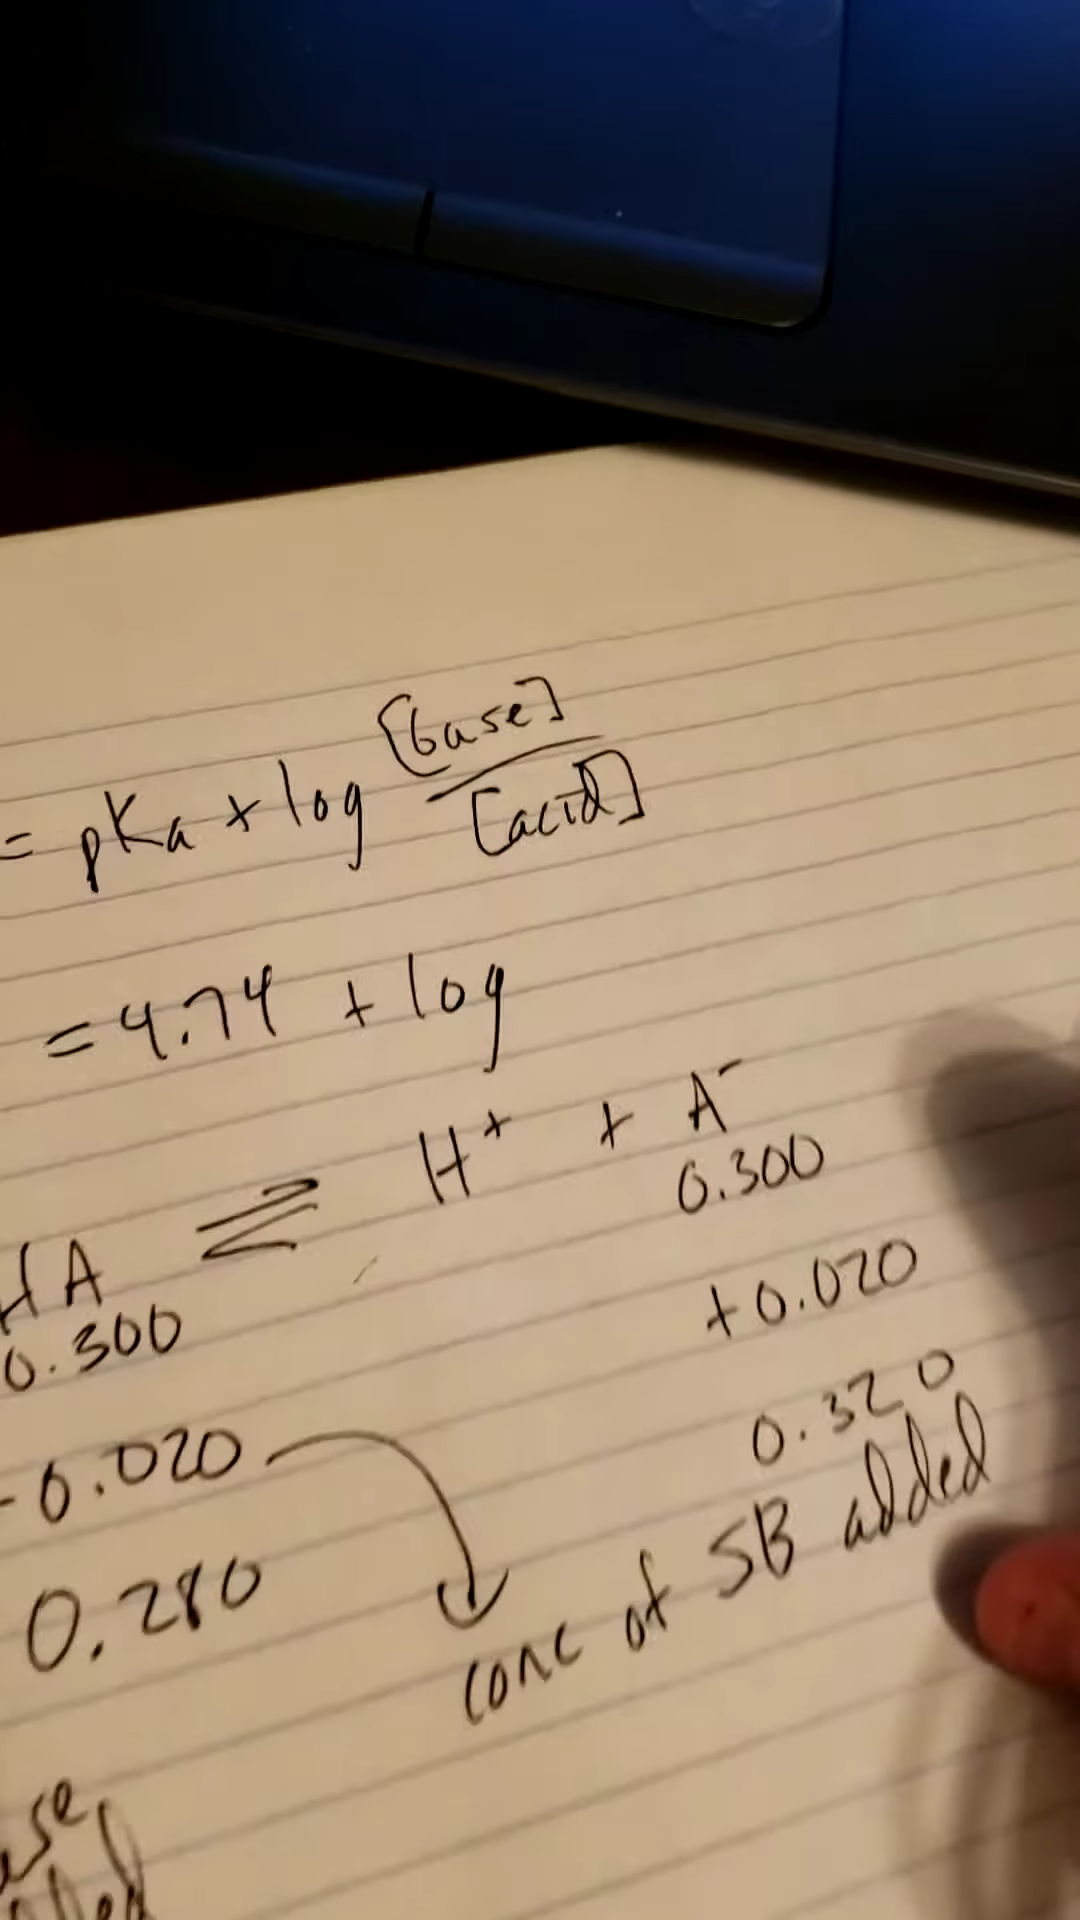 = pKa + log [base] / [acid]
= 4.74 + log
HA ⇌ H⁺ + A⁻
0.300 0.300
-0.020 +0.020
0.280 0.320
conc of SB added